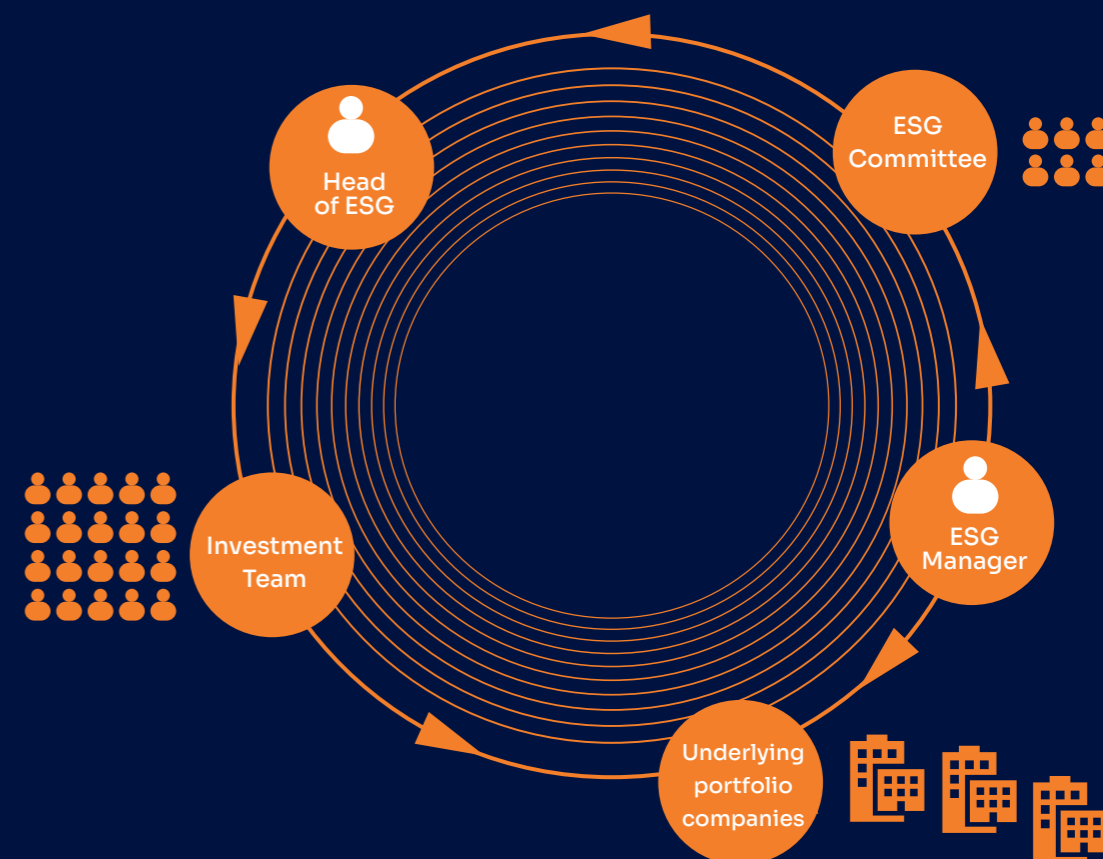 ESG
Committee
Head
of ESG
ESG
Manager
Investment
Team
Underlying
portfolio
companies